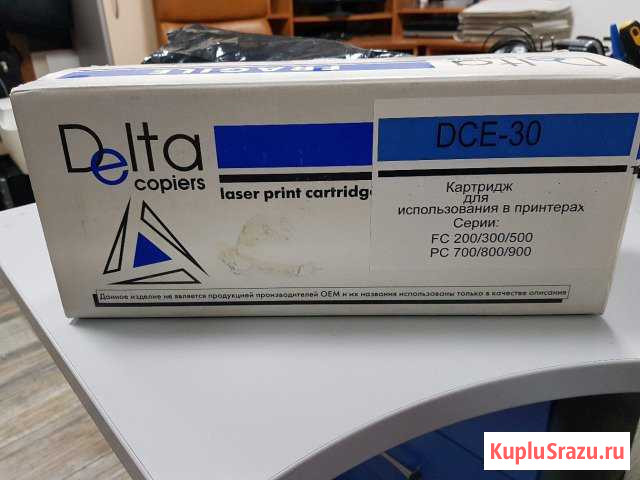 FRAGILE
Delta
Delta
copiers
laser print cartridge
DCE-30
Картридж
для
использования в принтерах
Серии:
FC 200/300/500
PC 700/800/900
Данное изделие не является продукцией производителей OEM и их названия использованы только в качестве описания
KupluSrazu.ru